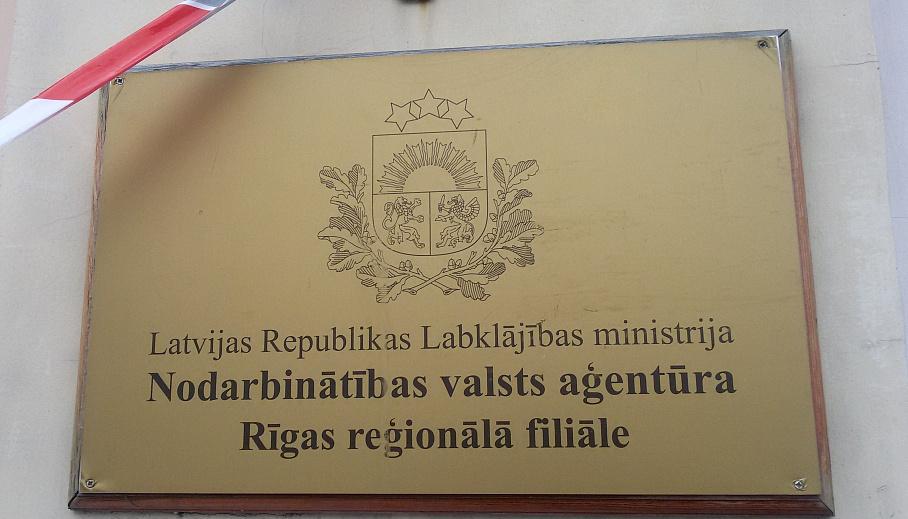 Latvijas Republikas Labklājības ministrija
Nodarbinātības valsts aģentūra
Rīgas reģionālā filiāle